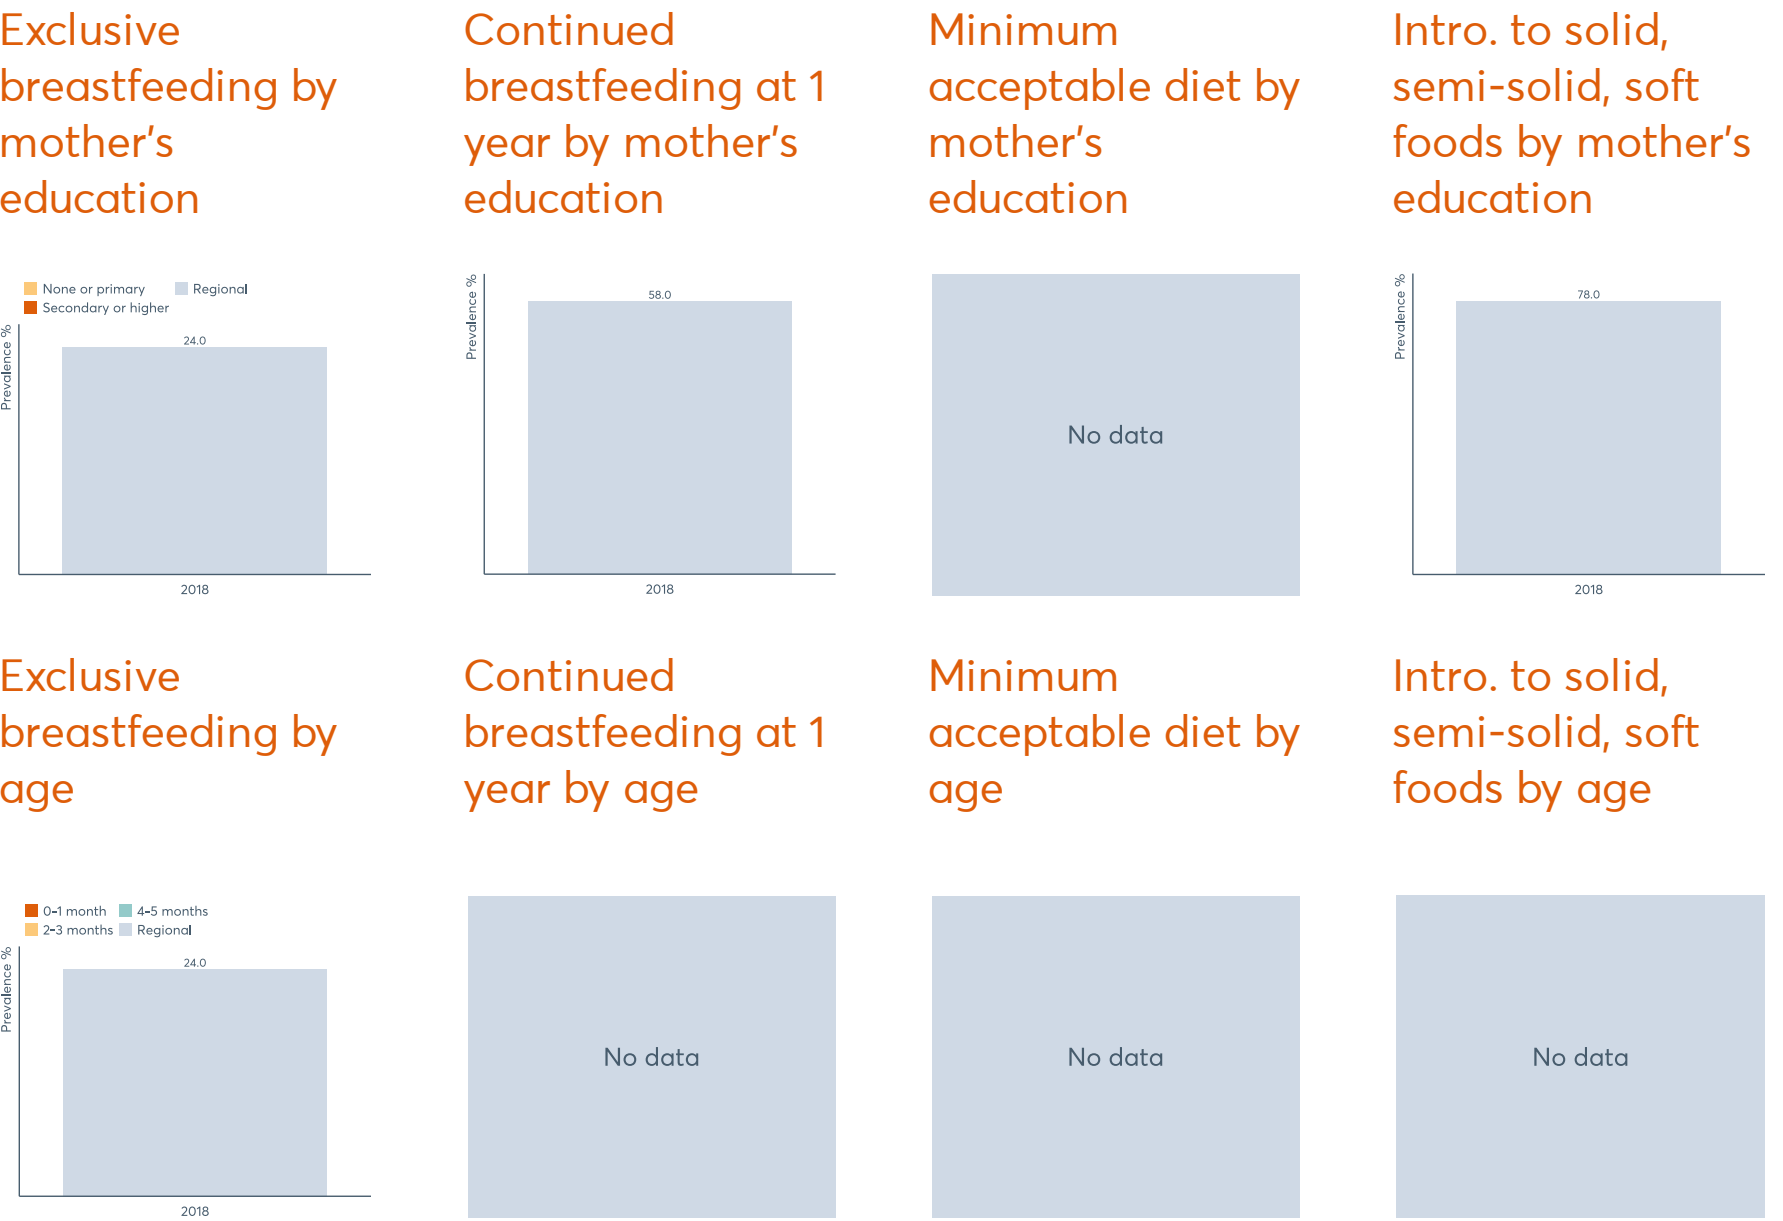 Exclusive
breastfeeding by
mother's
education
None or primary
Regional
Secondary or higher
Prevalence %
24.0
2018
Continued
breastfeeding at 1
year by mother's
education
Prevalence %
58.0
2018
Minimum
acceptable diet by
mother's
education
No data
Intro. to solid,
semi-solid, soft
foods by mother's
education
Prevalence %
78.0
2018
Exclusive
breastfeeding by
age
0-1 month
4-5 months
2-3 months
Regional
Prevalence %
24.0
2018
Continued
breastfeeding at 1
year by age
No data
Minimum
acceptable diet by
age
No data
Intro. to solid,
semi-solid, soft
foods by age
No data